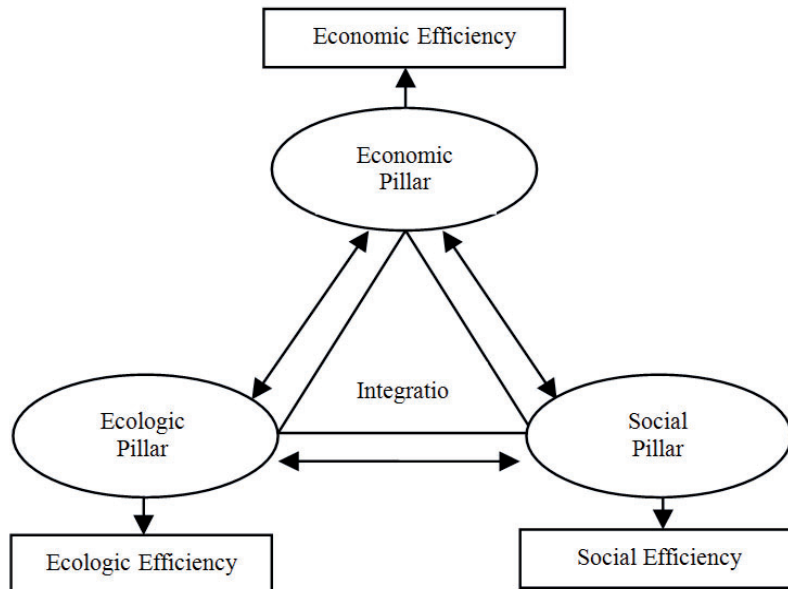 Economic Efficiency
Economic
Pillar
Integratio
Ecologic
Pillar
Social
Pillar
Ecologic Efficiency
Social Efficiency